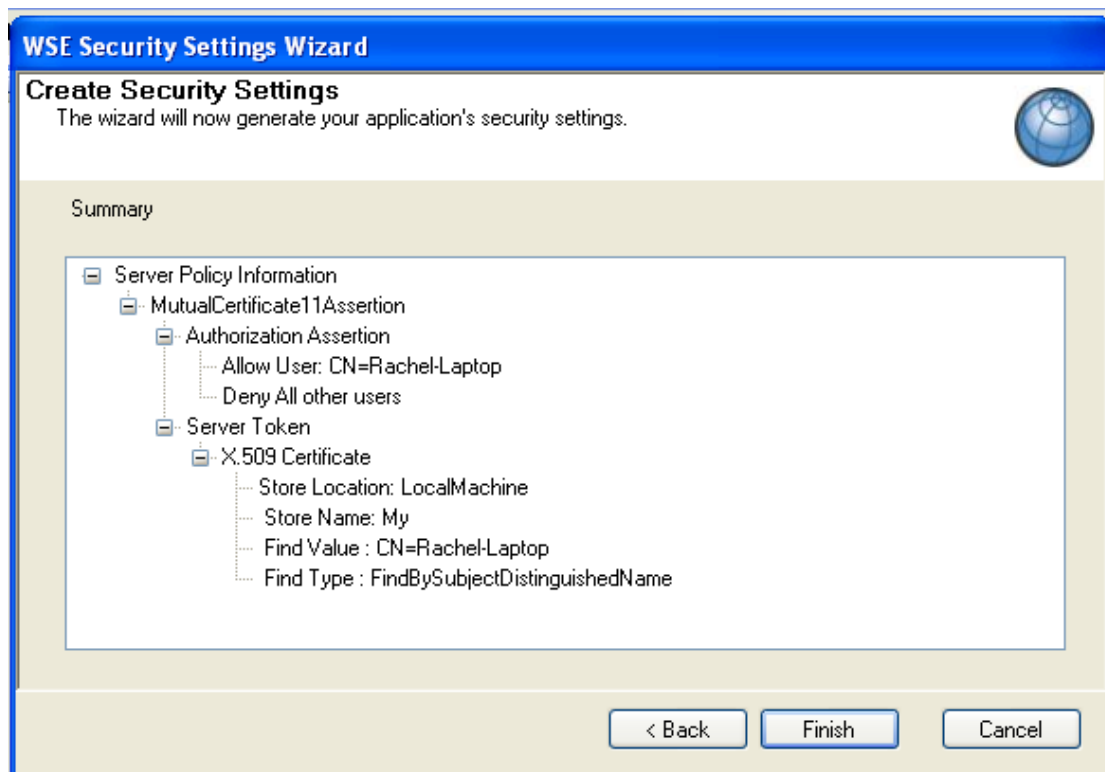 WSE Security Settings Wizard
Create Security Settings
The wizard will now generate your application's security settings.
Summary
Server Policy Information
MutualCertificate11Assertion
Authorization Assertion
Allow User: CN=Rachel-Laptop
Deny All other users
Server Token
X.509 Certificate
Store Location: LocalMachine
Store Name: My
Find Value : CN=Rachel-Laptop
Find Type : FindBySubjectDistinguishedName
< Back Finish Cancel